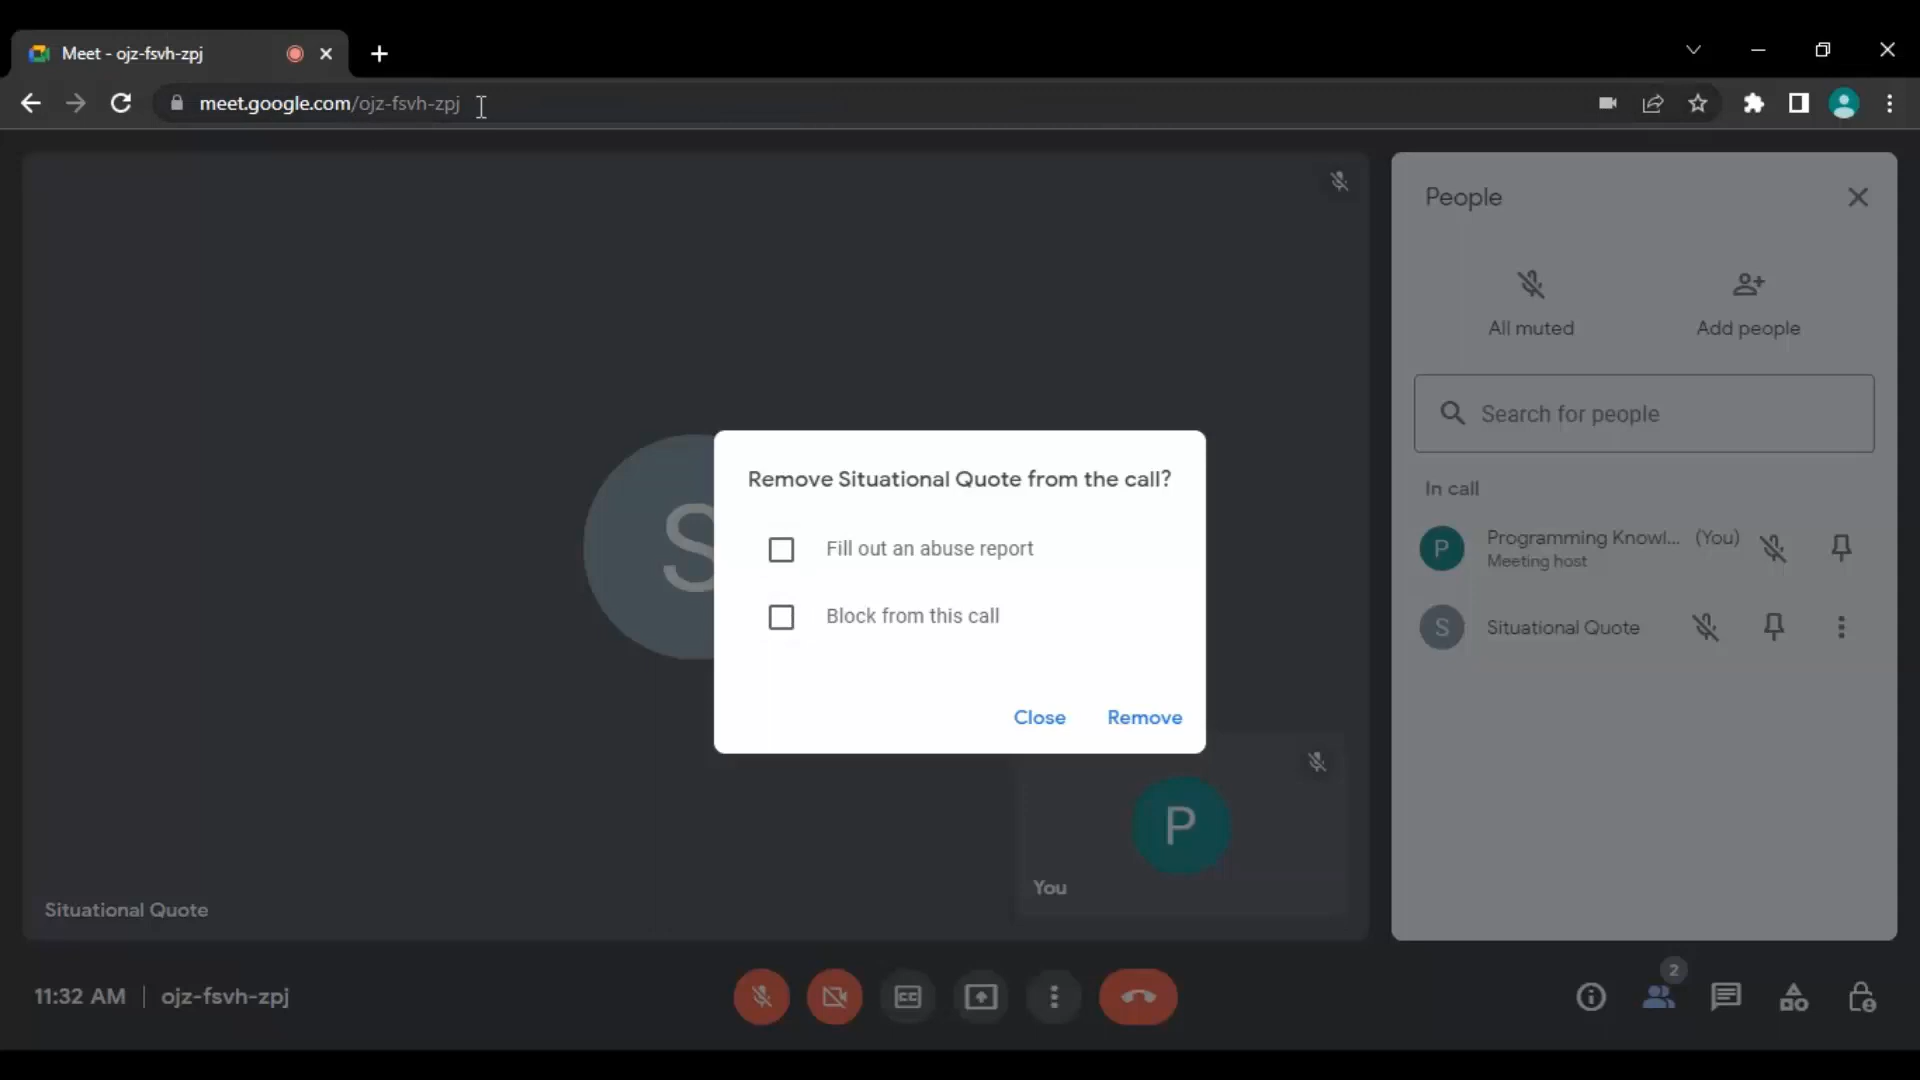 Meet - ojz-fsvh-zpj
meet.google.com/ojz-fsvh-zpj
People
All muted
Add people
Search for people
In call
P
Programming Knowl... (You)
Meeting host
S
Situational Quote
S
Remove Situational Quote from the call?
Fill out an abuse report
Block from this call
Close
Remove
P
You
Situational Quote
11:32 AM | ojz-fsvh-zpj
CC
2